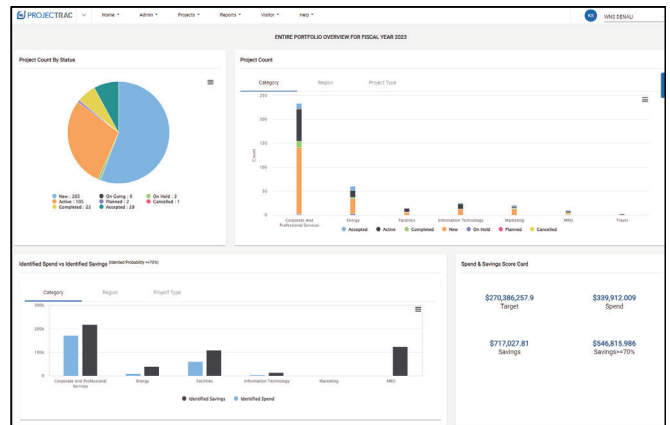 PROJECTRAC
Home
Admin
Projects
Reports
Visitor
Help
KS
WNS DENALI
ENTIRE PORTFOLIO OVERVIEW FOR FISCAL YEAR 2023
Project Count By Status
New : 205
On Going : 0
On Hold : 3
Active : 105
Planned : 2
Cancelled : 1
Completed : 22
Accepted : 29
Project Count
Category
Region
Project Type
250
200
150
100
50
0
Count
Corporate And Professional Services
Energy
Facilities
Information Technology
Marketing
MRO
Travel
Accepted
Active
Completed
New
On Hold
Planned
Cancelled
Identified Spend vs Identified Savings (Identified Probability >=70%)
Category
Region
Project Type
300k
200k
100k
0
Corporate And Professional Services
Energy
Facilities
Information Technology
Marketing
MRO
Identified Savings
Identified Spend
Spend & Savings Score Card
$270,386,257.9
Target
$339,912.009
Spend
$717,027.81
Savings
$546,815.986
Savings>=70%